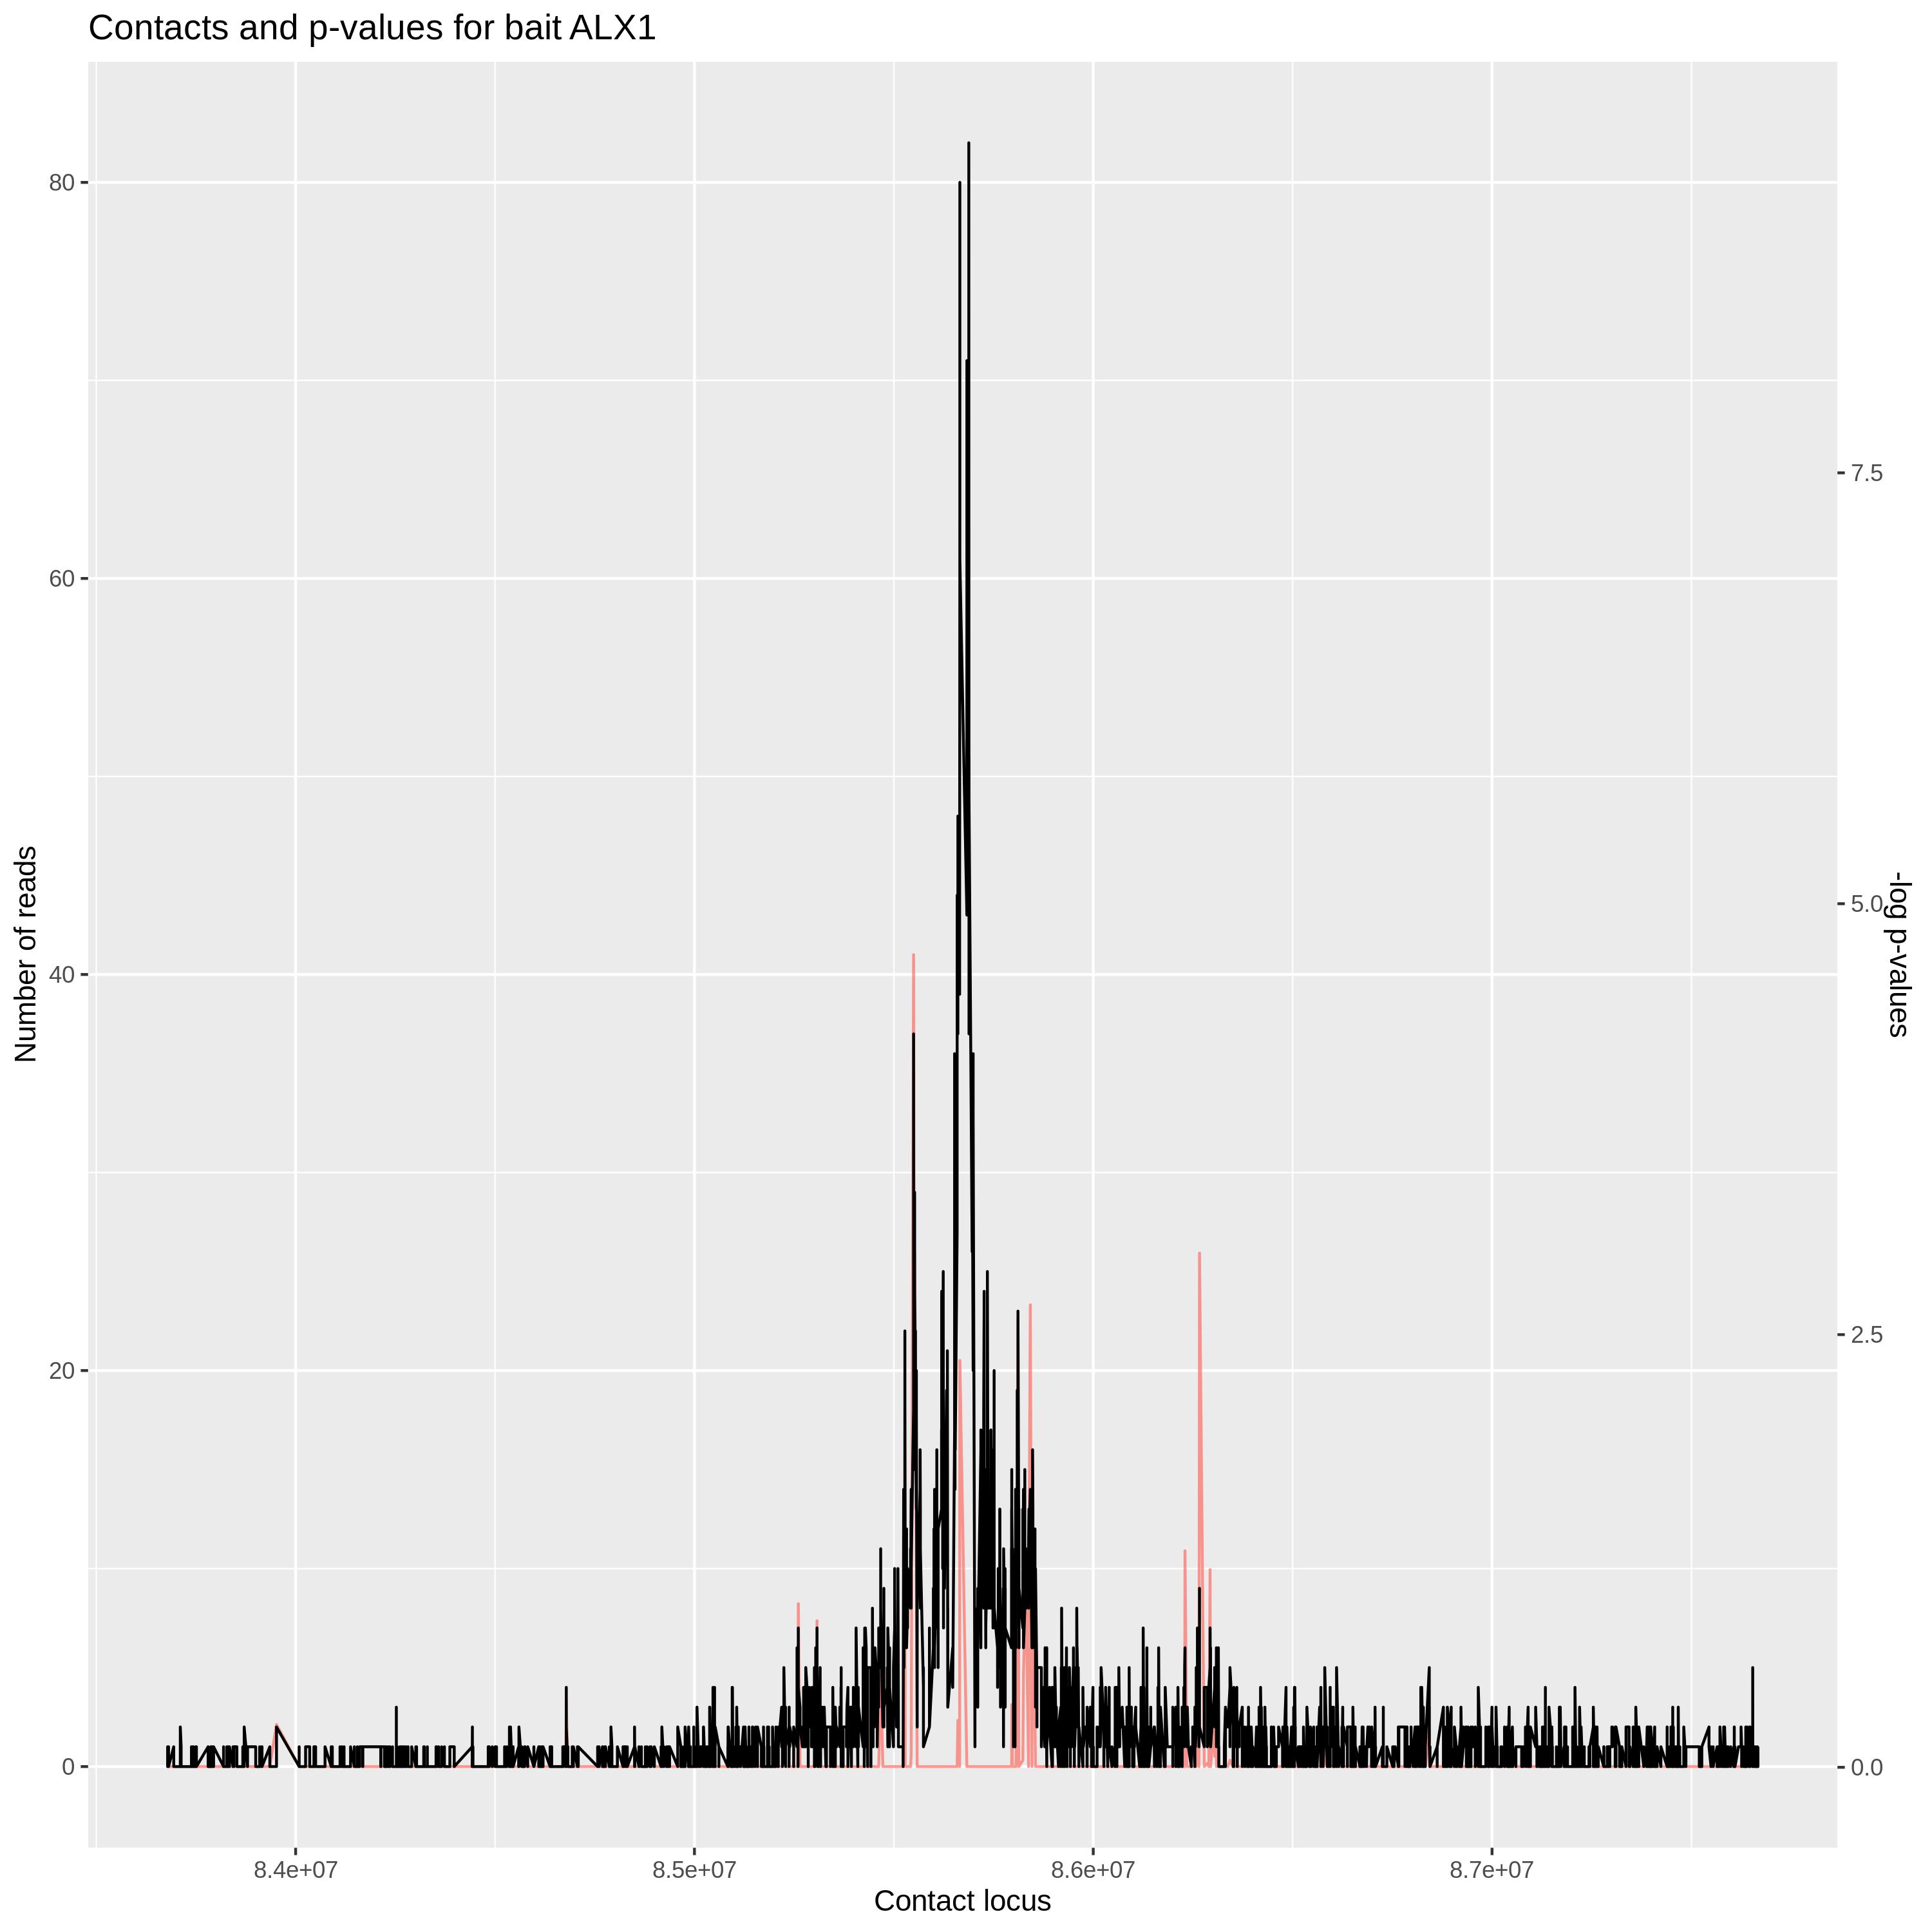 Contacts and p-values for bait ALX1
80
60
40
20
0
Number of reads
7.5
5.0
2.5
0.0
-log p-values
8.4e+07 8.5e+07 8.6e+07 8.7e+07
Contact locus